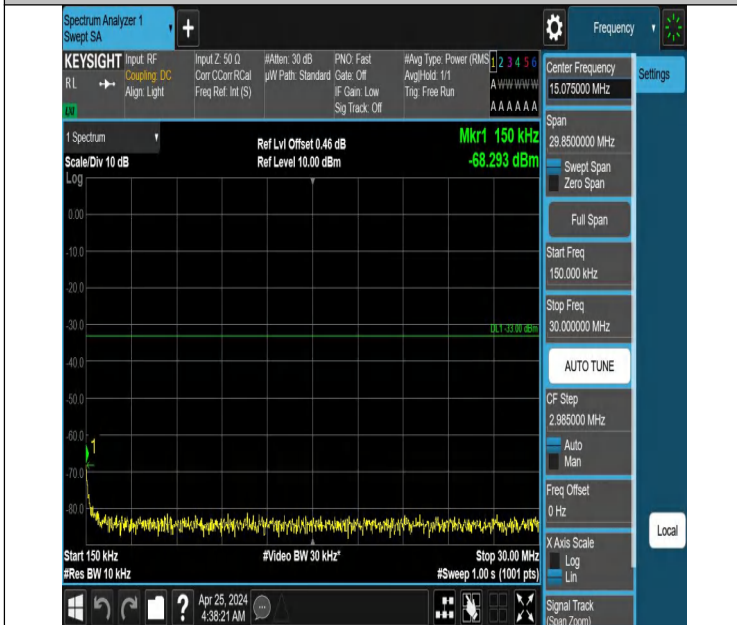 Spectrum Analyzer 1
Swept SA
+
Frequency
KEYSIGHT
RL
LXI
Input: RF
Coupling: DC
Align: Light
Input Z: 50 Ω
Corr CCorr RCal
Freq Ref: Int (S)
#Atten: 30 dB
µW Path: Standard
PNO: Fast
Gate: Off
IF Gain: Low
Sig Track: Off
#Avg Type: Power (RMS
Avg|Hold: 1/1
Trig: Free Run
1 2 3 4 5 6
A W W W W W
A A A A A A
1 Spectrum
Scale/Div 10 dB
Log
Ref Lvl Offset 0.46 dB
Ref Level 10.00 dBm
Mkr1 150 kHz
-68.293 dBm
0.00
-10.0
-20.0
-30.0
DL1 -33.00 dBm
-40.0
-50.0
-60.0
1
-70.0
-80.0
Start 150 kHz
#Res BW 10 kHz
#Video BW 30 kHz*
Stop 30.00 MHz
#Sweep 1.00 s (1001 pts)
?
Apr 25, 2024
4:38:21 AM
Center Frequency
15.075000 MHz
Span
29.8500000 MHz
Swept Span
Zero Span
Full Span
Start Freq
150.000 kHz
Stop Freq
30.000000 MHz
AUTO TUNE
CF Step
2.985000 MHz
Auto
Man
Freq Offset
0 Hz
X Axis Scale
Log
Lin
Signal Track
(Span Zoom)
Settings
Local